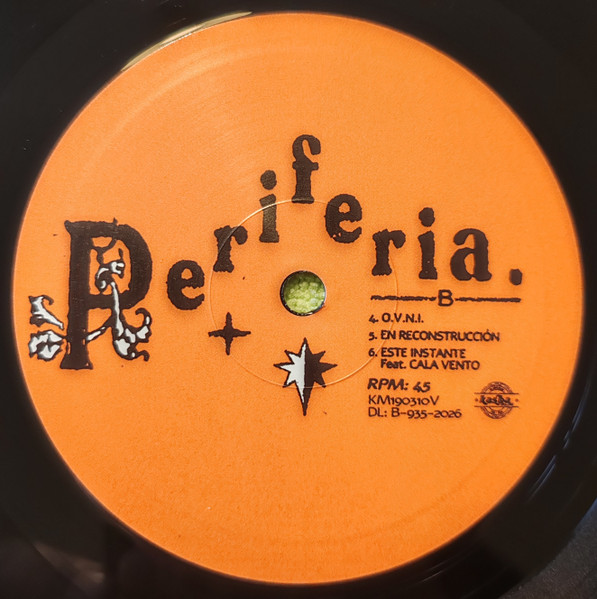 Periferia.
B
4. O.V.N.I.
5. EN RECONSTRUCCIÓN
6. ESTE INSTANTE
Feat. CALA VENTO
RPM: 45
KM190310V
DL: B-935-2026